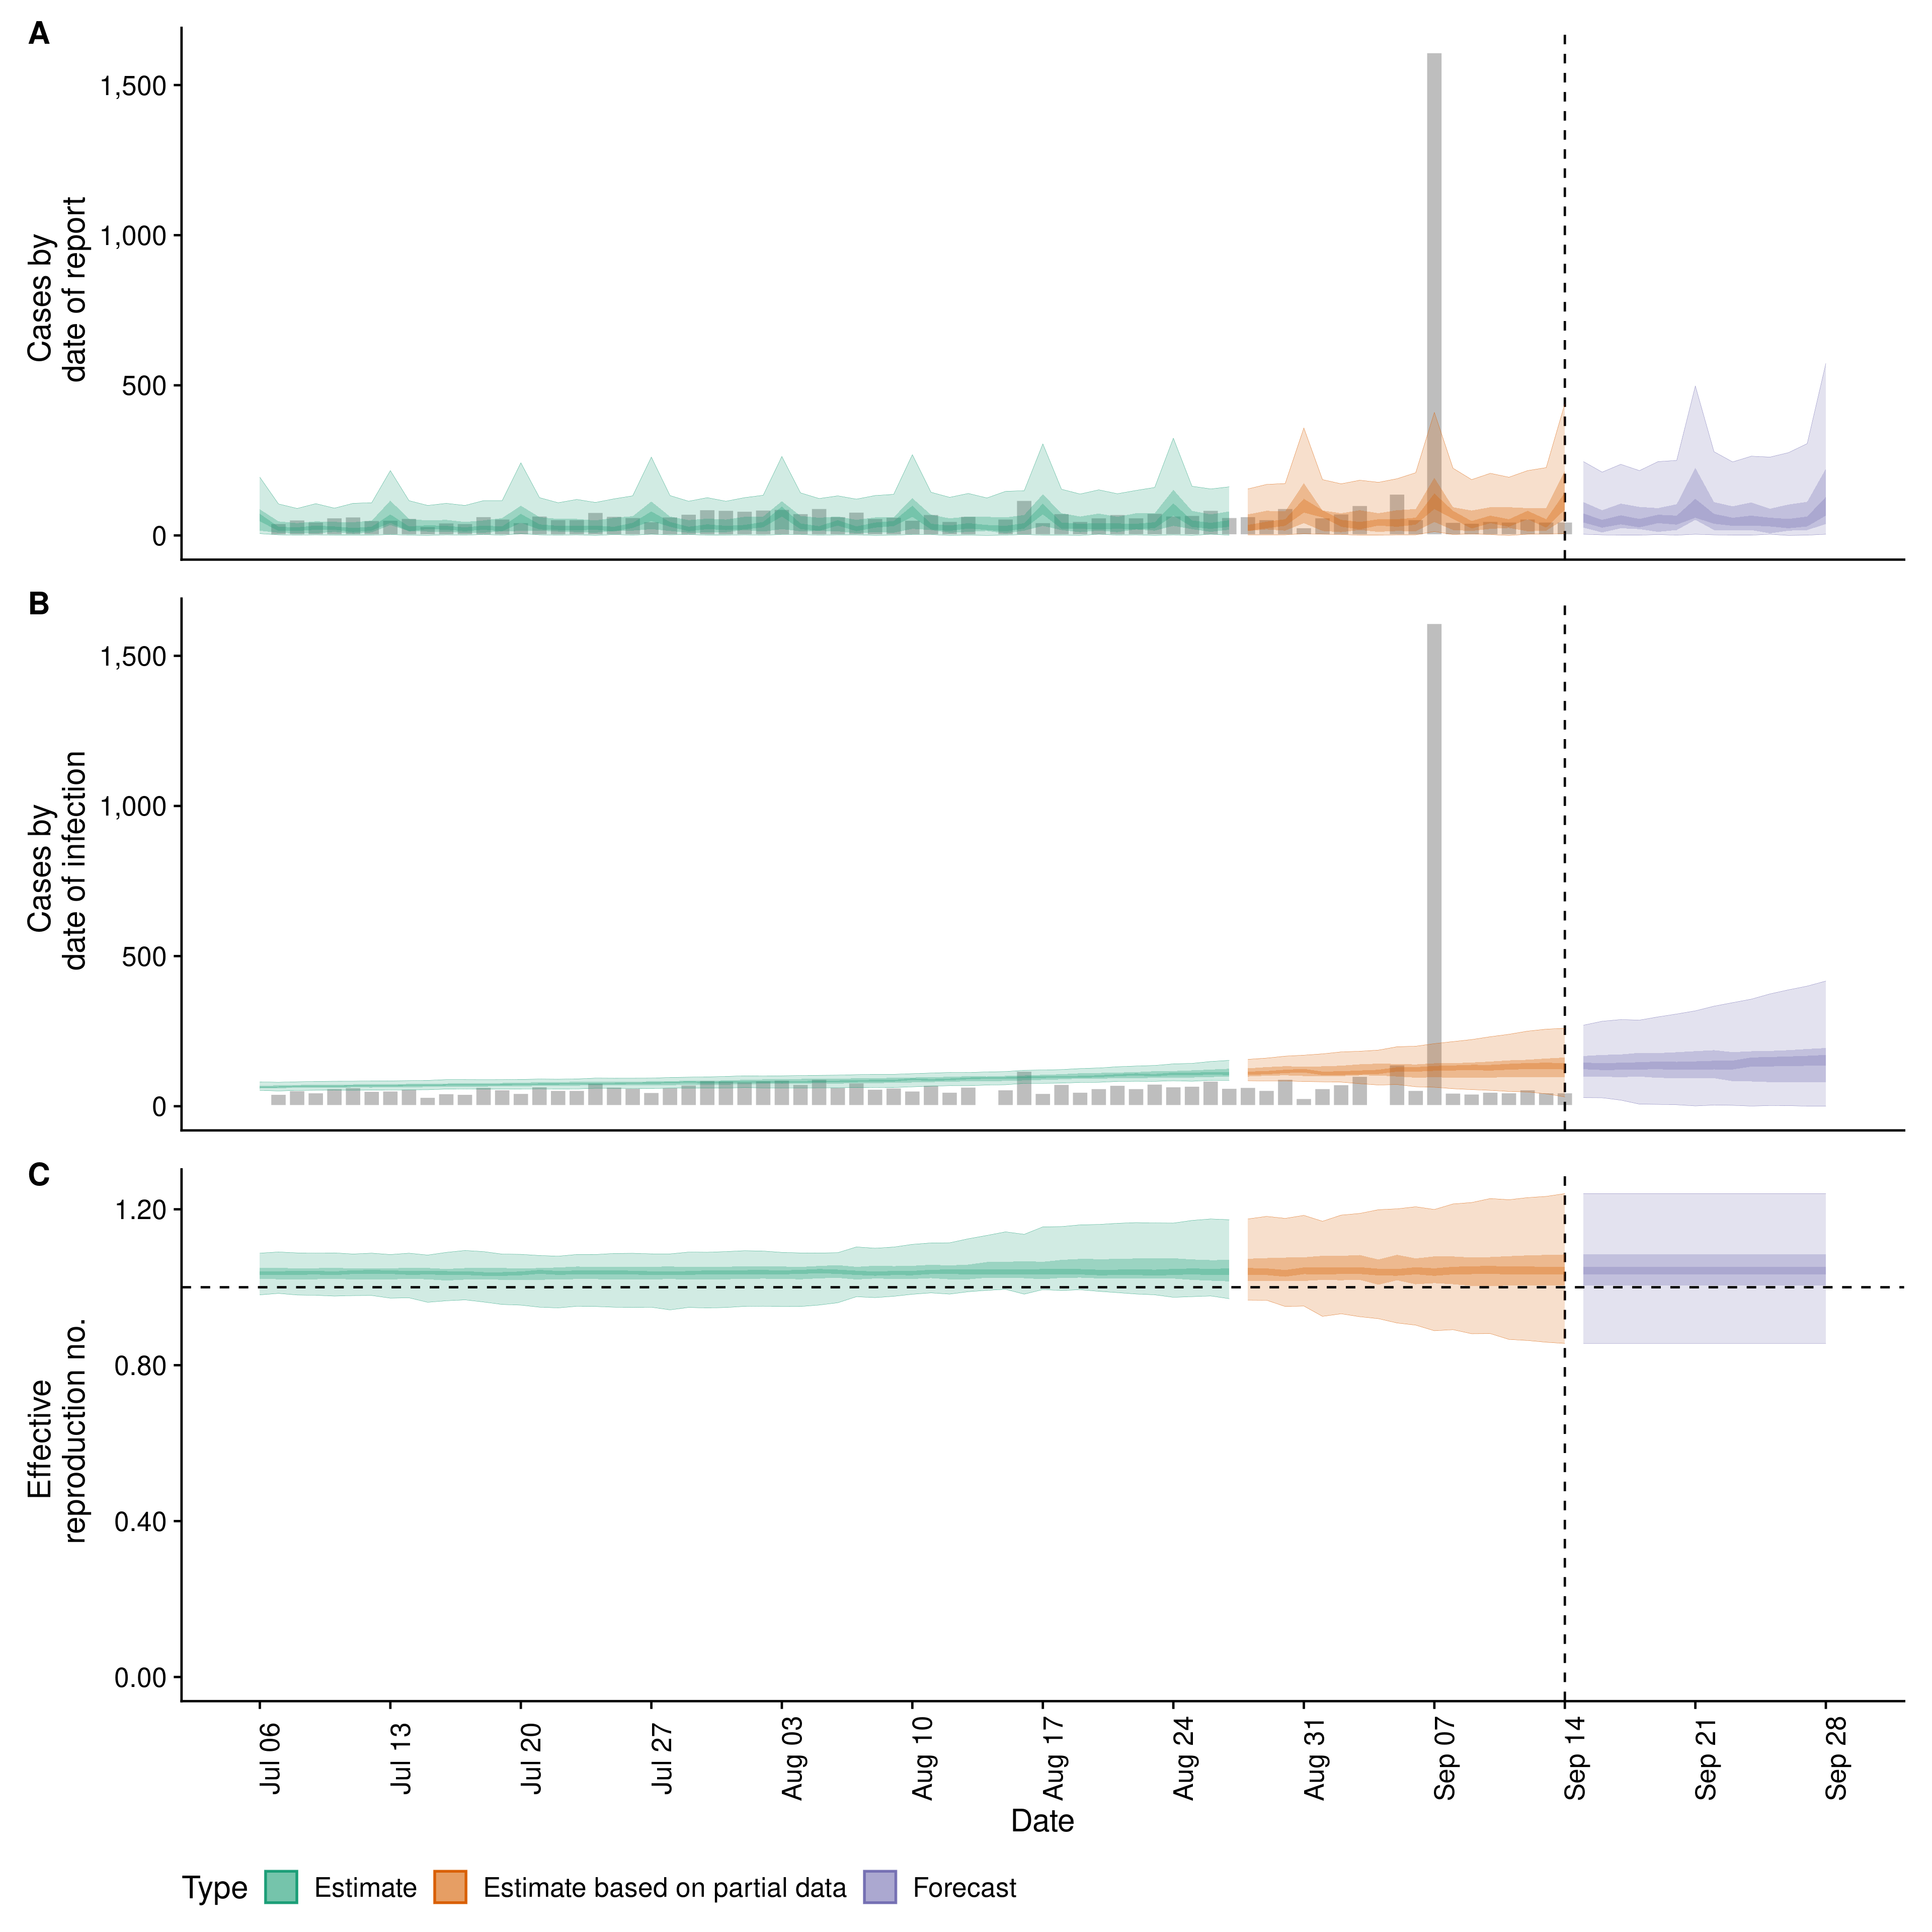 A
Cases by
date of report
1,500
1,000
500
0
B
Cases by
date of infection
1,500
1,000
500
0
C
Effective
reproduction no.
1.20
0.80
0.40
0.00
Jul 06
Jul 13
Jul 20
Jul 27
Aug 03
Aug 10
Aug 17
Aug 24
Aug 31
Sep 07
Sep 14
Sep 21
Sep 28
Date
Type Estimate Estimate based on partial data Forecast